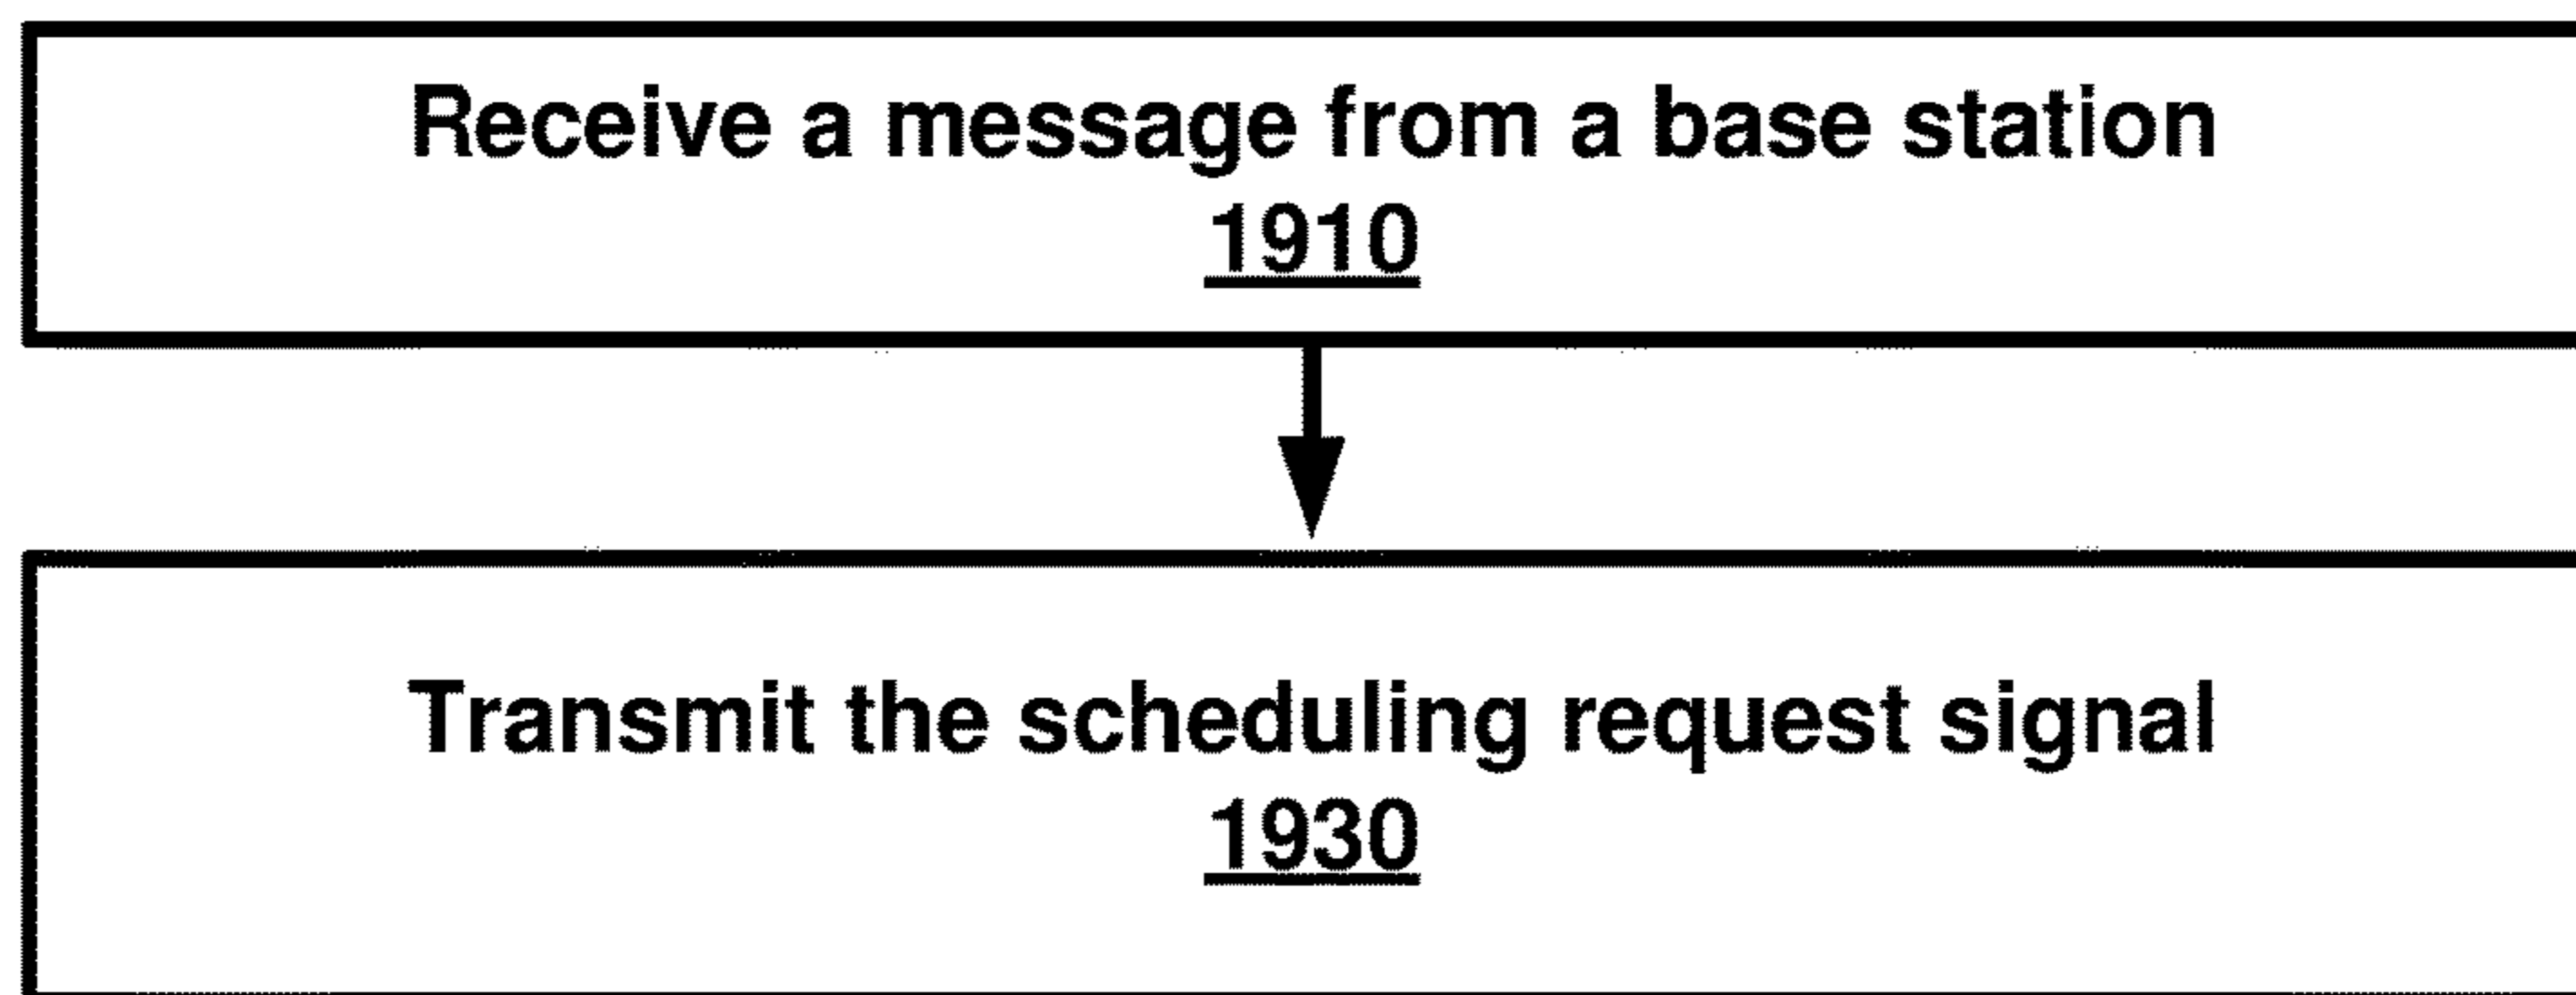 Receive a message from a base station
1910
Transmit the scheduling request signal
1930